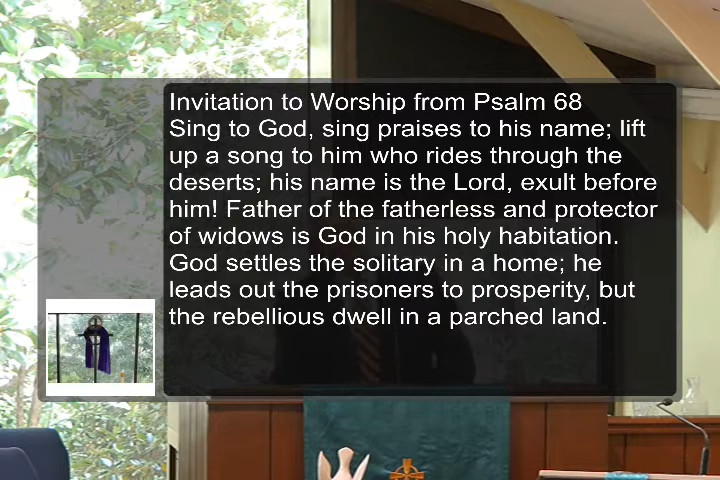 Invitation to Worship from Psalm 68
Sing to God, sing praises to his name; lift
up a song to him who rides through the
deserts; his name is the Lord, exult before
him! Father of the fatherless and protector
of widows is God in his holy habitation.
God settles the solitary in a home; he
leads out the prisoners to prosperity, but
the rebellious dwell in a parched land.